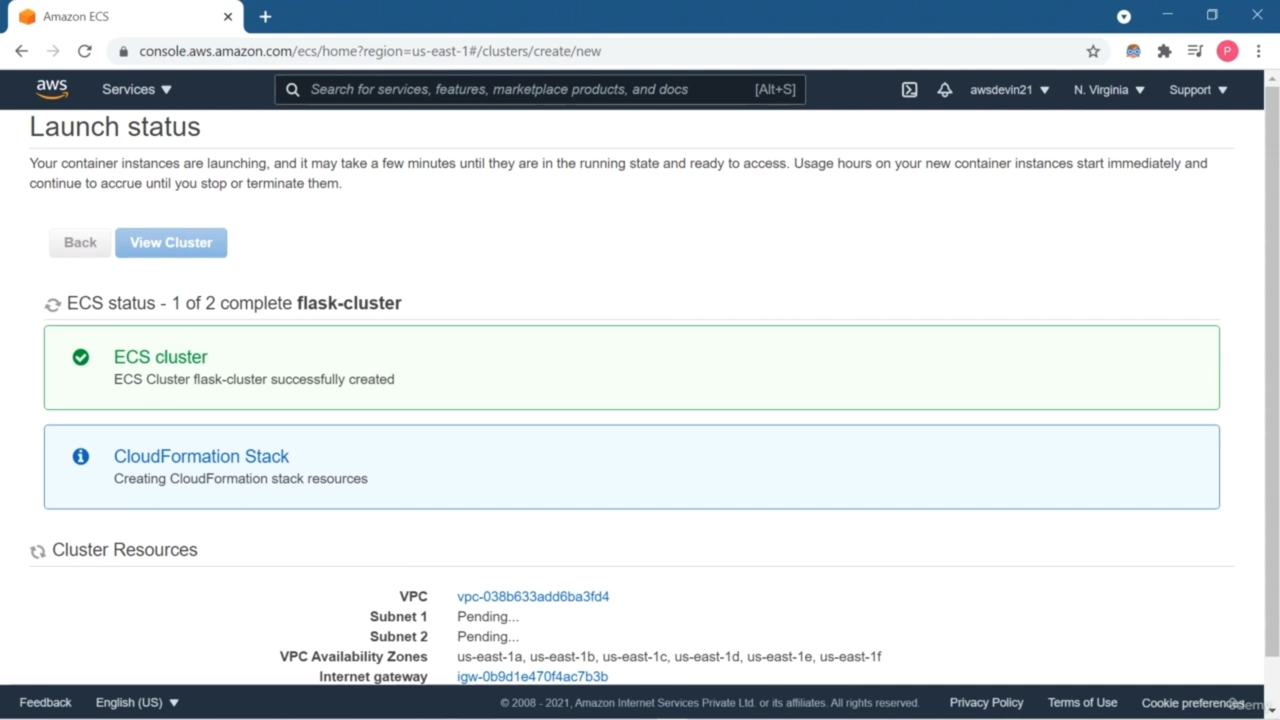 Amazon ECS
console.aws.amazon.com/ecs/home?region=us-east-1#/clusters/create/new
P
aws
Services
Search for services, features, marketplace products, and docs
[Alt+S]
awsdevin21
N. Virginia
Support
Launch status
Your container instances are launching, and it may take a few minutes until they are in the running state and ready to access. Usage hours on your new container instances start immediately and
continue to accrue until you stop or terminate them.
Back
View Cluster
ECS status - 1 of 2 complete flask-cluster
ECS cluster
ECS Cluster flask-cluster successfully created
CloudFormation Stack
Creating CloudFormation stack resources
Cluster Resources
VPC vpc-038b633add6ba3fd4
Subnet 1 Pending...
Subnet 2 Pending...
VPC Availability Zones us-east-1a, us-east-1b, us-east-1c, us-east-1d, us-east-1e, us-east-1f
Internet gateway igw-0b9d1e470f4ac7b3b
Feedback
English (US)
© 2008 - 2021, Amazon Internet Services Private Ltd. or its affiliates. All rights reserved.
Privacy Policy
Terms of Use
Cookie preferences